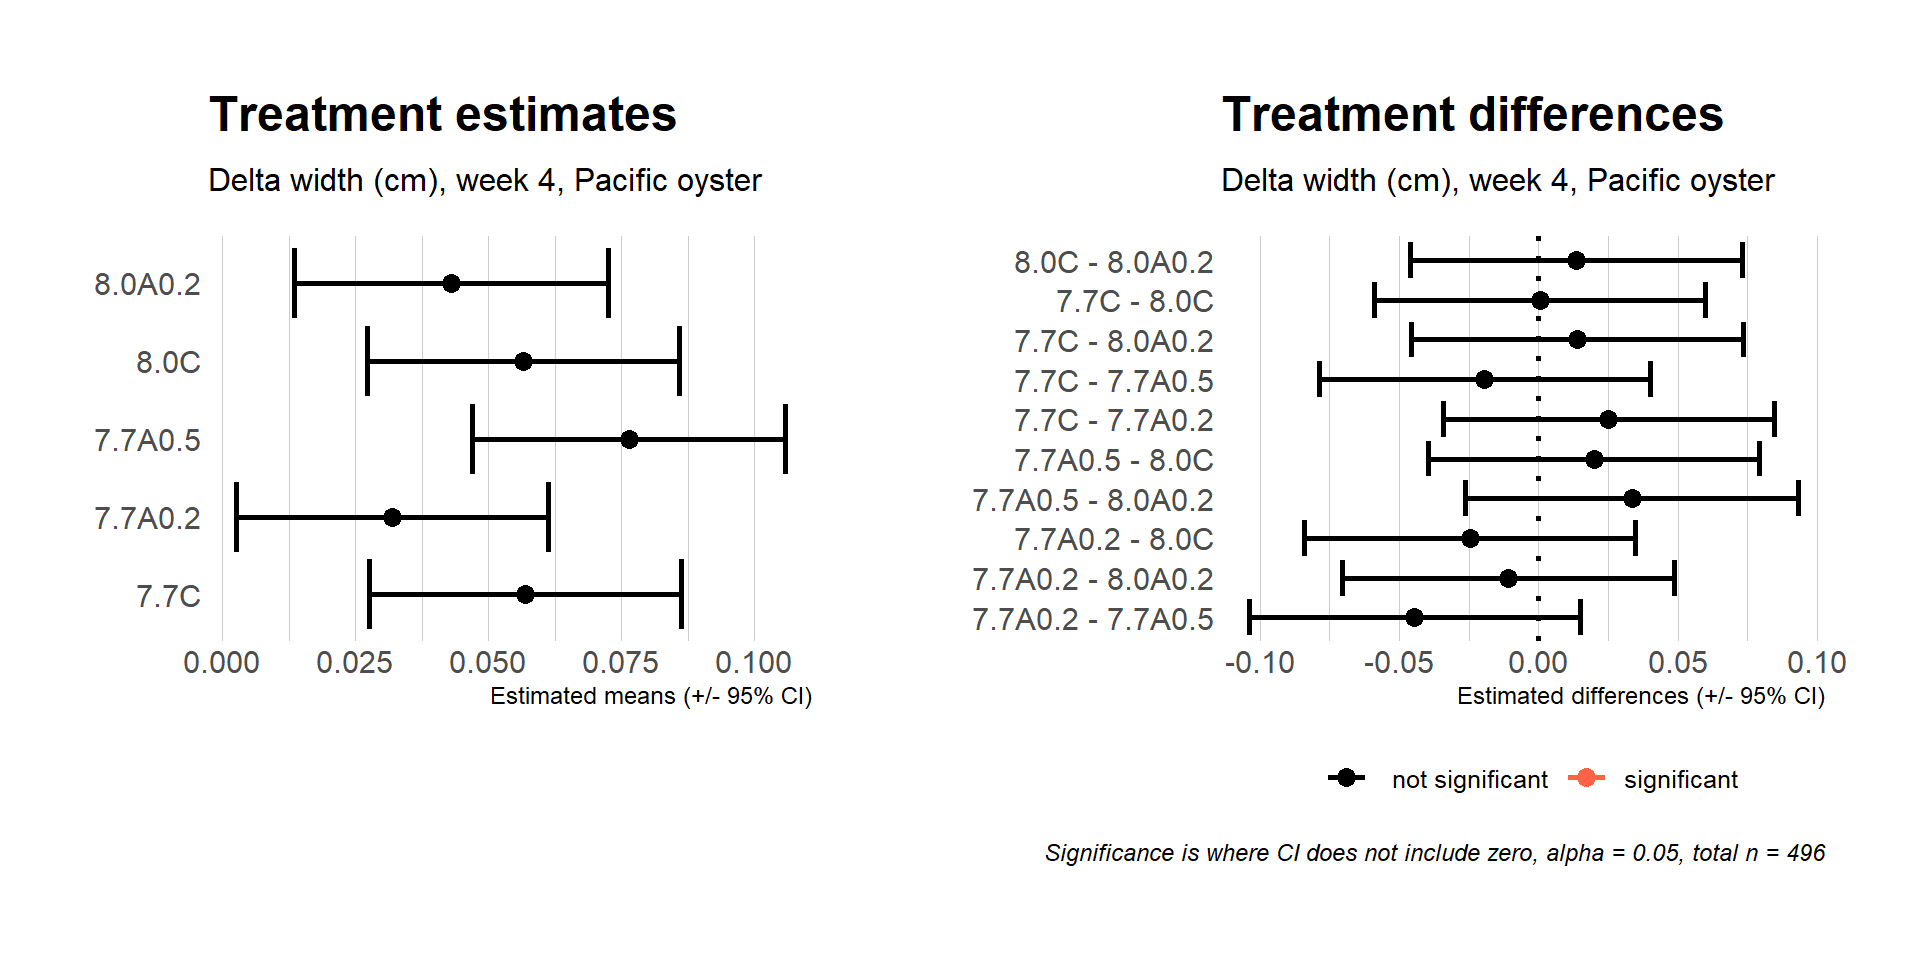 Treatment estimates
Delta width (cm), week 4, Pacific oyster
8.0A0.2
8.0C
7.7A0.5
7.7A0.2
7.7C
0.000 0.025 0.050 0.075 0.100
Estimated means (+/- 95% CI)
Treatment differences
Delta width (cm), week 4, Pacific oyster
8.0C - 8.0A0.2
7.7C - 8.0C
7.7C - 8.0A0.2
7.7C - 7.7A0.5
7.7C - 7.7A0.2
7.7A0.5 - 8.0C
7.7A0.5 - 8.0A0.2
7.7A0.2 - 8.0C
7.7A0.2 - 8.0A0.2
7.7A0.2 - 7.7A0.5
-0.10 -0.05 0.00 0.05 0.10
Estimated differences (+/- 95% CI)
not significant significant
Significance is where CI does not include zero, alpha = 0.05, total n = 496